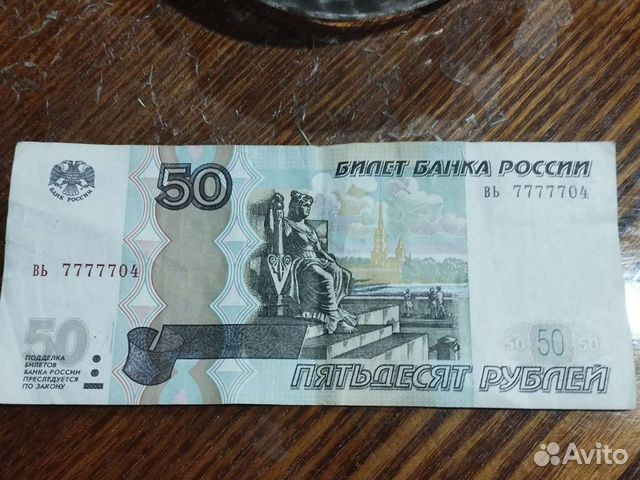 БИЛЕТ БАНКА РОССИИ
50
вь 7777704
БАНК РОССИИ
вь 7777704
50
ПОДДЕЛКА
БИЛЕТОВ
БАНКА РОССИИ
ПРЕСЛЕДУЕТСЯ
ПО ЗАКОНУ
50 50 50
ПЯТЬДЕСЯТ РУБЛЕЙ
Avito